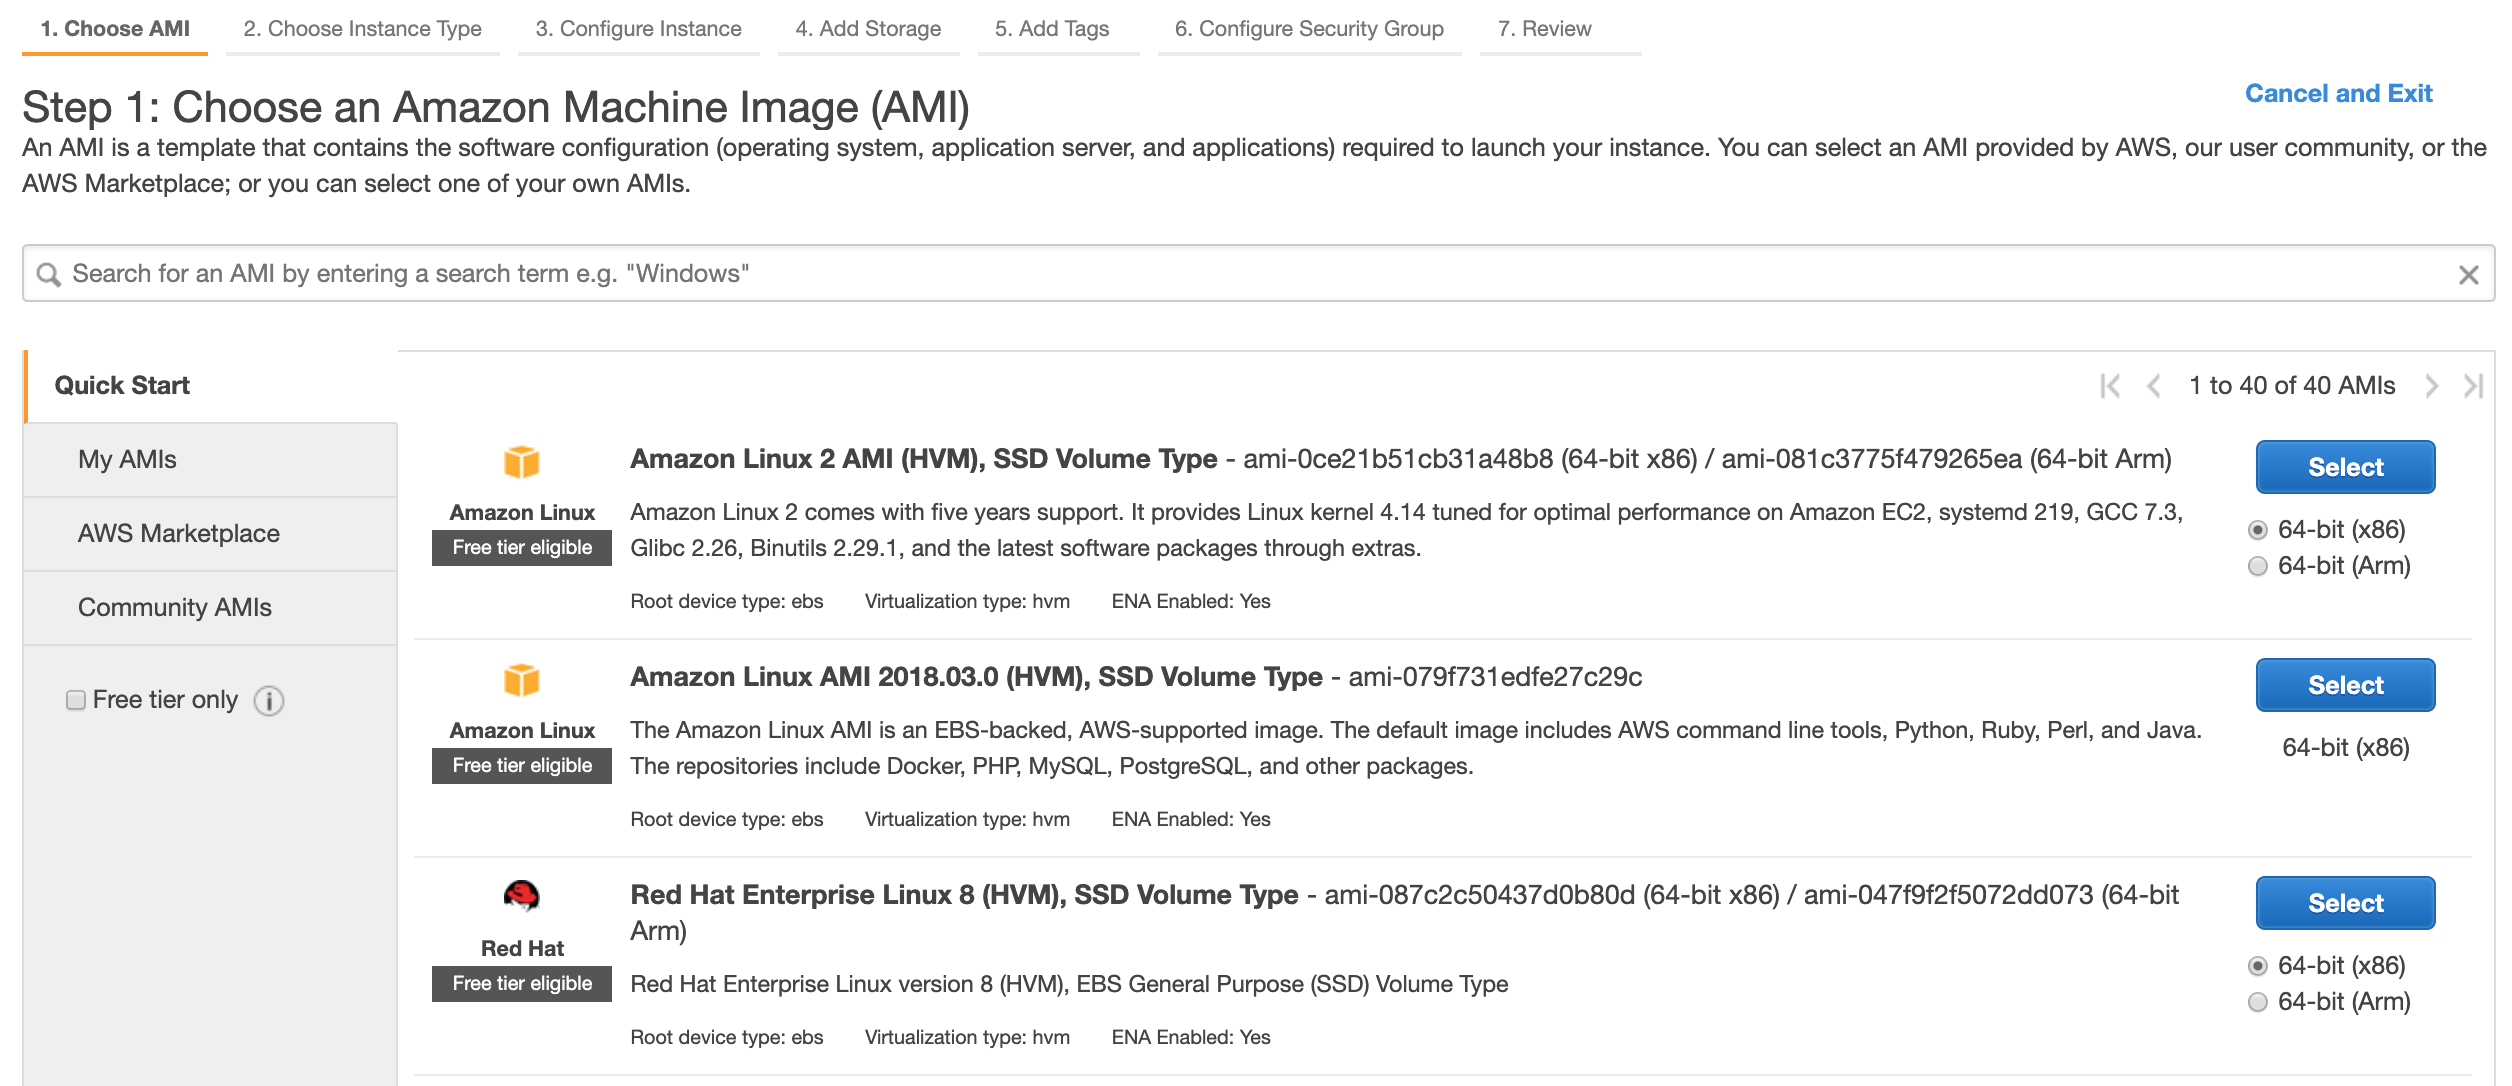 1. Choose AMI 2. Choose Instance Type 3. Configure Instance 4. Add Storage 5. Add Tags 6. Configure Security Group 7. Review
Step 1: Choose an Amazon Machine Image (AMI)
Cancel and Exit
An AMI is a template that contains the software configuration (operating system, application server, and applications) required to launch your instance. You can select an AMI provided by AWS, our user community, or the
AWS Marketplace; or you can select one of your own AMIs.
Search for an AMI by entering a search term e.g. "Windows"
Quick Start
My AMIs
AWS Marketplace
Community AMIs
Free tier only
1 to 40 of 40 AMIs
Amazon Linux
Free tier eligible
Amazon Linux 2 AMI (HVM), SSD Volume Type - ami-0ce21b51cb31a48b8 (64-bit x86) / ami-081c3775f479265ea (64-bit Arm)
Amazon Linux 2 comes with five years support. It provides Linux kernel 4.14 tuned for optimal performance on Amazon EC2, systemd 219, GCC 7.3,
Glibc 2.26, Binutils 2.29.1, and the latest software packages through extras.
Root device type: ebs Virtualization type: hvm ENA Enabled: Yes
Select
64-bit (x86)
64-bit (Arm)
Amazon Linux
Free tier eligible
Amazon Linux AMI 2018.03.0 (HVM), SSD Volume Type - ami-079f731edfe27c29c
The Amazon Linux AMI is an EBS-backed, AWS-supported image. The default image includes AWS command line tools, Python, Ruby, Perl, and Java.
The repositories include Docker, PHP, MySQL, PostgreSQL, and other packages.
Root device type: ebs Virtualization type: hvm ENA Enabled: Yes
Select
64-bit (x86)
Red Hat
Free tier eligible
Red Hat Enterprise Linux 8 (HVM), SSD Volume Type - ami-087c2c50437d0b80d (64-bit x86) / ami-047f9f2f5072dd073 (64-bit
Arm)
Red Hat Enterprise Linux version 8 (HVM), EBS General Purpose (SSD) Volume Type
Root device type: ebs Virtualization type: hvm ENA Enabled: Yes
Select
64-bit (x86)
64-bit (Arm)